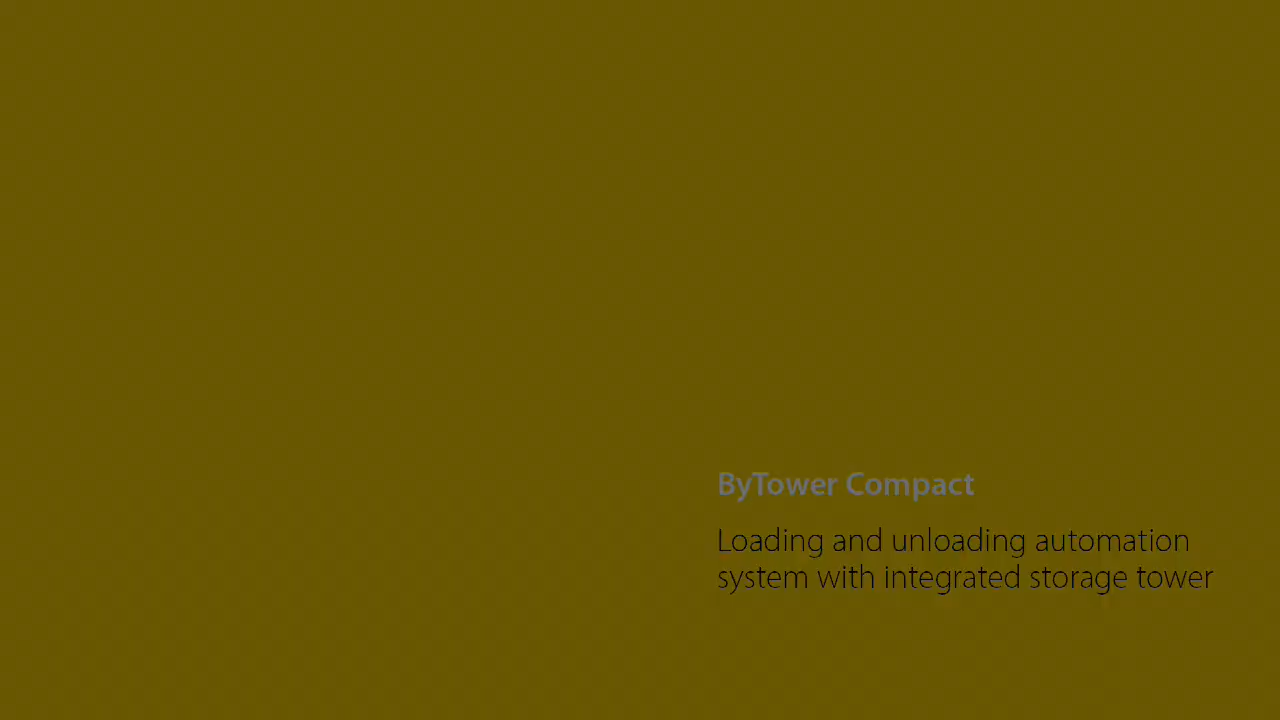 ByTower Compact
Loading and unloading automation
system with integrated storage tower